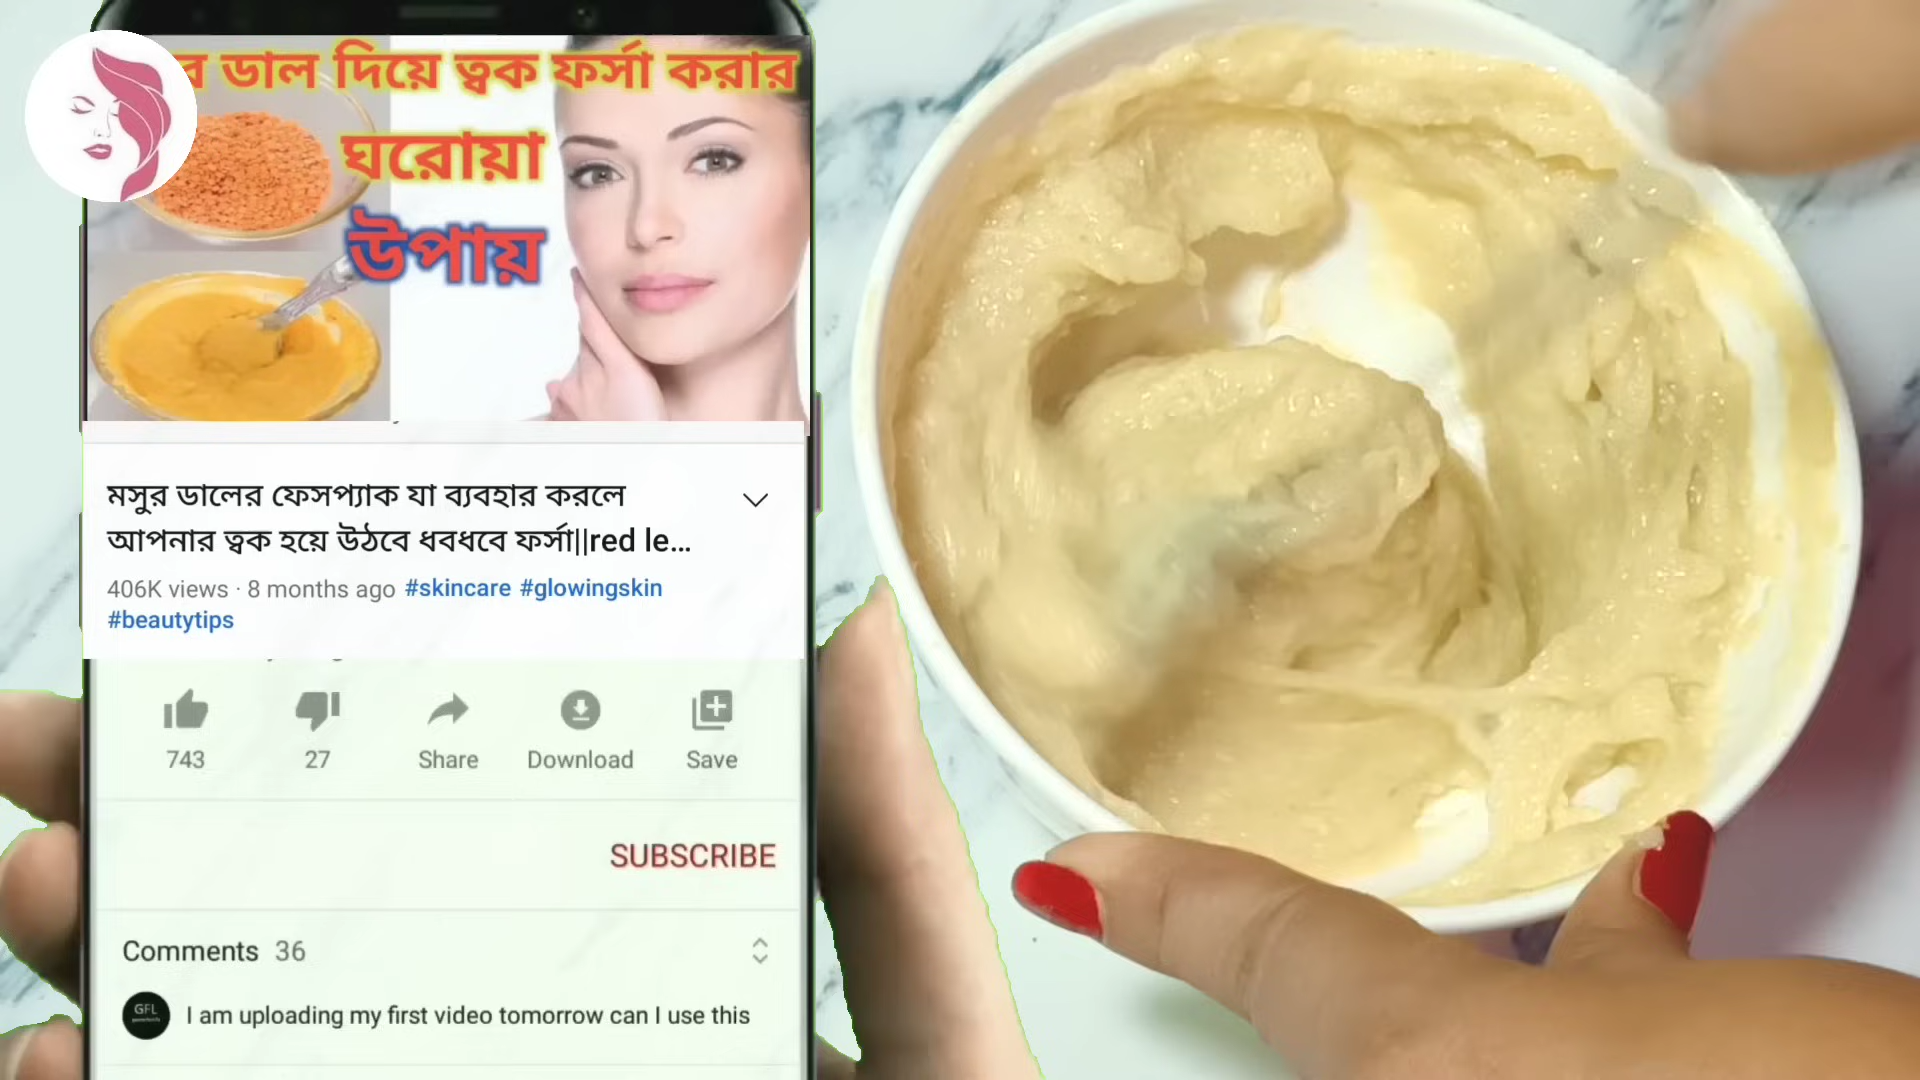 র ডাল দিয়ে ত্বক ফর্সা করার
ঘরোয়া
উপায়
মসুর ডালের ফেসপ্যাক যা ব্যবহার করলে
আপনার ত্বক হয়ে উঠবে ধবধবে ফর্সা||red le...
406K views · 8 months ago #skincare #glowingskin
#beautytips
743
27
Share
Download
Save
SUBSCRIBE
Comments 36
GFL
I am uploading my first video tomorrow can I use this